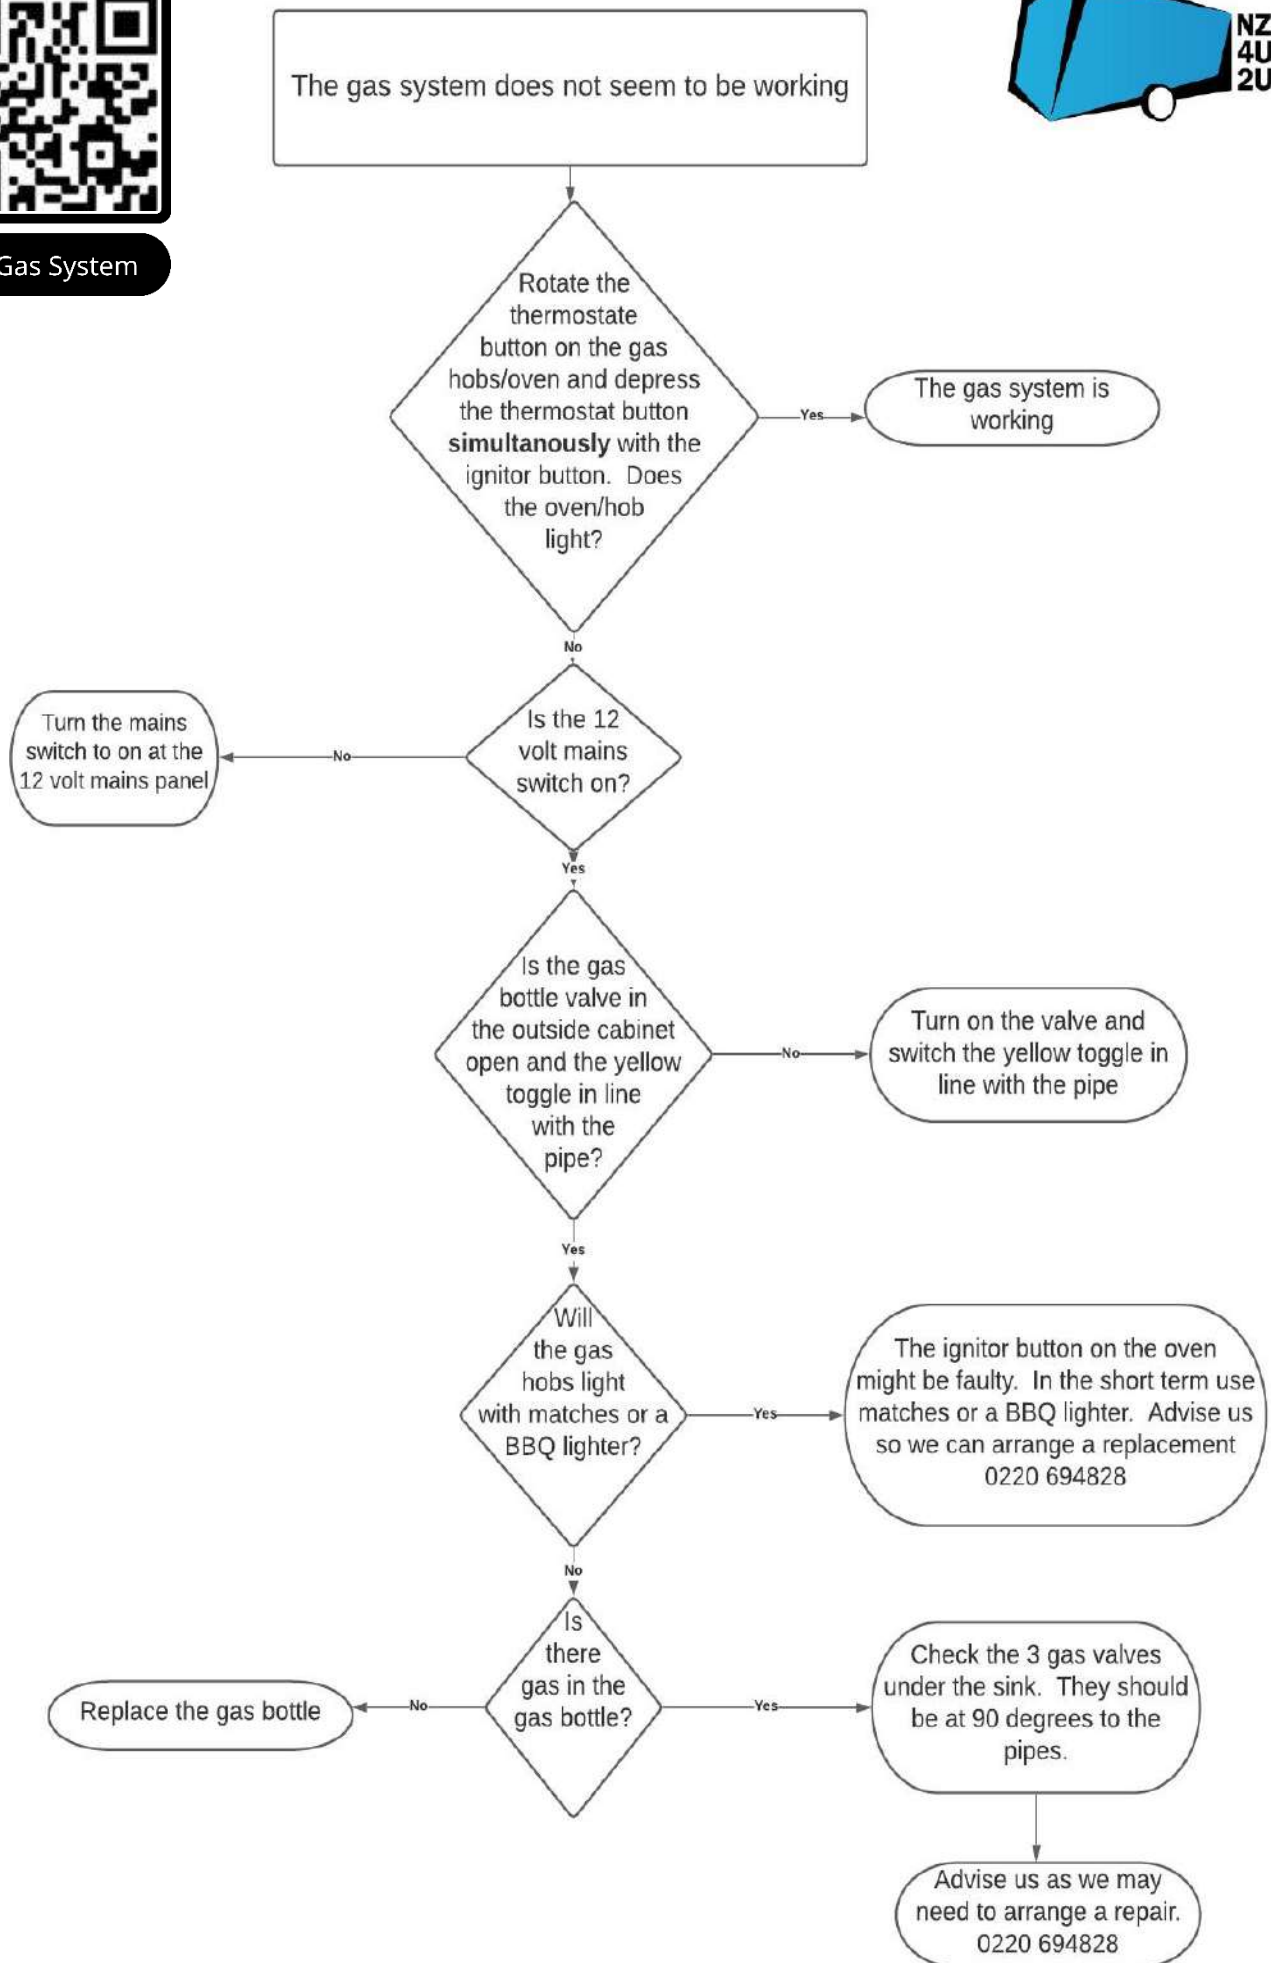 NZ
4U
2U
The gas system does not seem to be working
Gas System
Rotate the
thermostate
button on the gas
hobs/oven and depress
the thermostat button
simultanously with the
ignitor button.  Does
the oven/hob
light?
Yes
The gas system is
working
No
Is the 12
volt mains
switch on?
No
Turn the mains
switch to on at the
12 volt mains panel
Yes
Is the gas
bottle valve in
the outside cabinet
open and the yellow
toggle in line
with the
pipe?
No
Turn on the valve and
switch the yellow toggle in
line with the pipe
Yes
Will
the gas
hobs light
with matches or a
BBQ lighter?
Yes
The ignitor button on the oven
might be faulty.  In the short term use
matches or a BBQ lighter.  Advise us
so we can arrange a replacement
0220 694828
No
Is
there
gas in the
gas bottle?
No
Replace the gas bottle
Yes
Check the 3 gas valves
under the sink.  They should
be at 90 degrees to the
pipes.
Advise us as we may
need to arrange a repair.
0220 694828